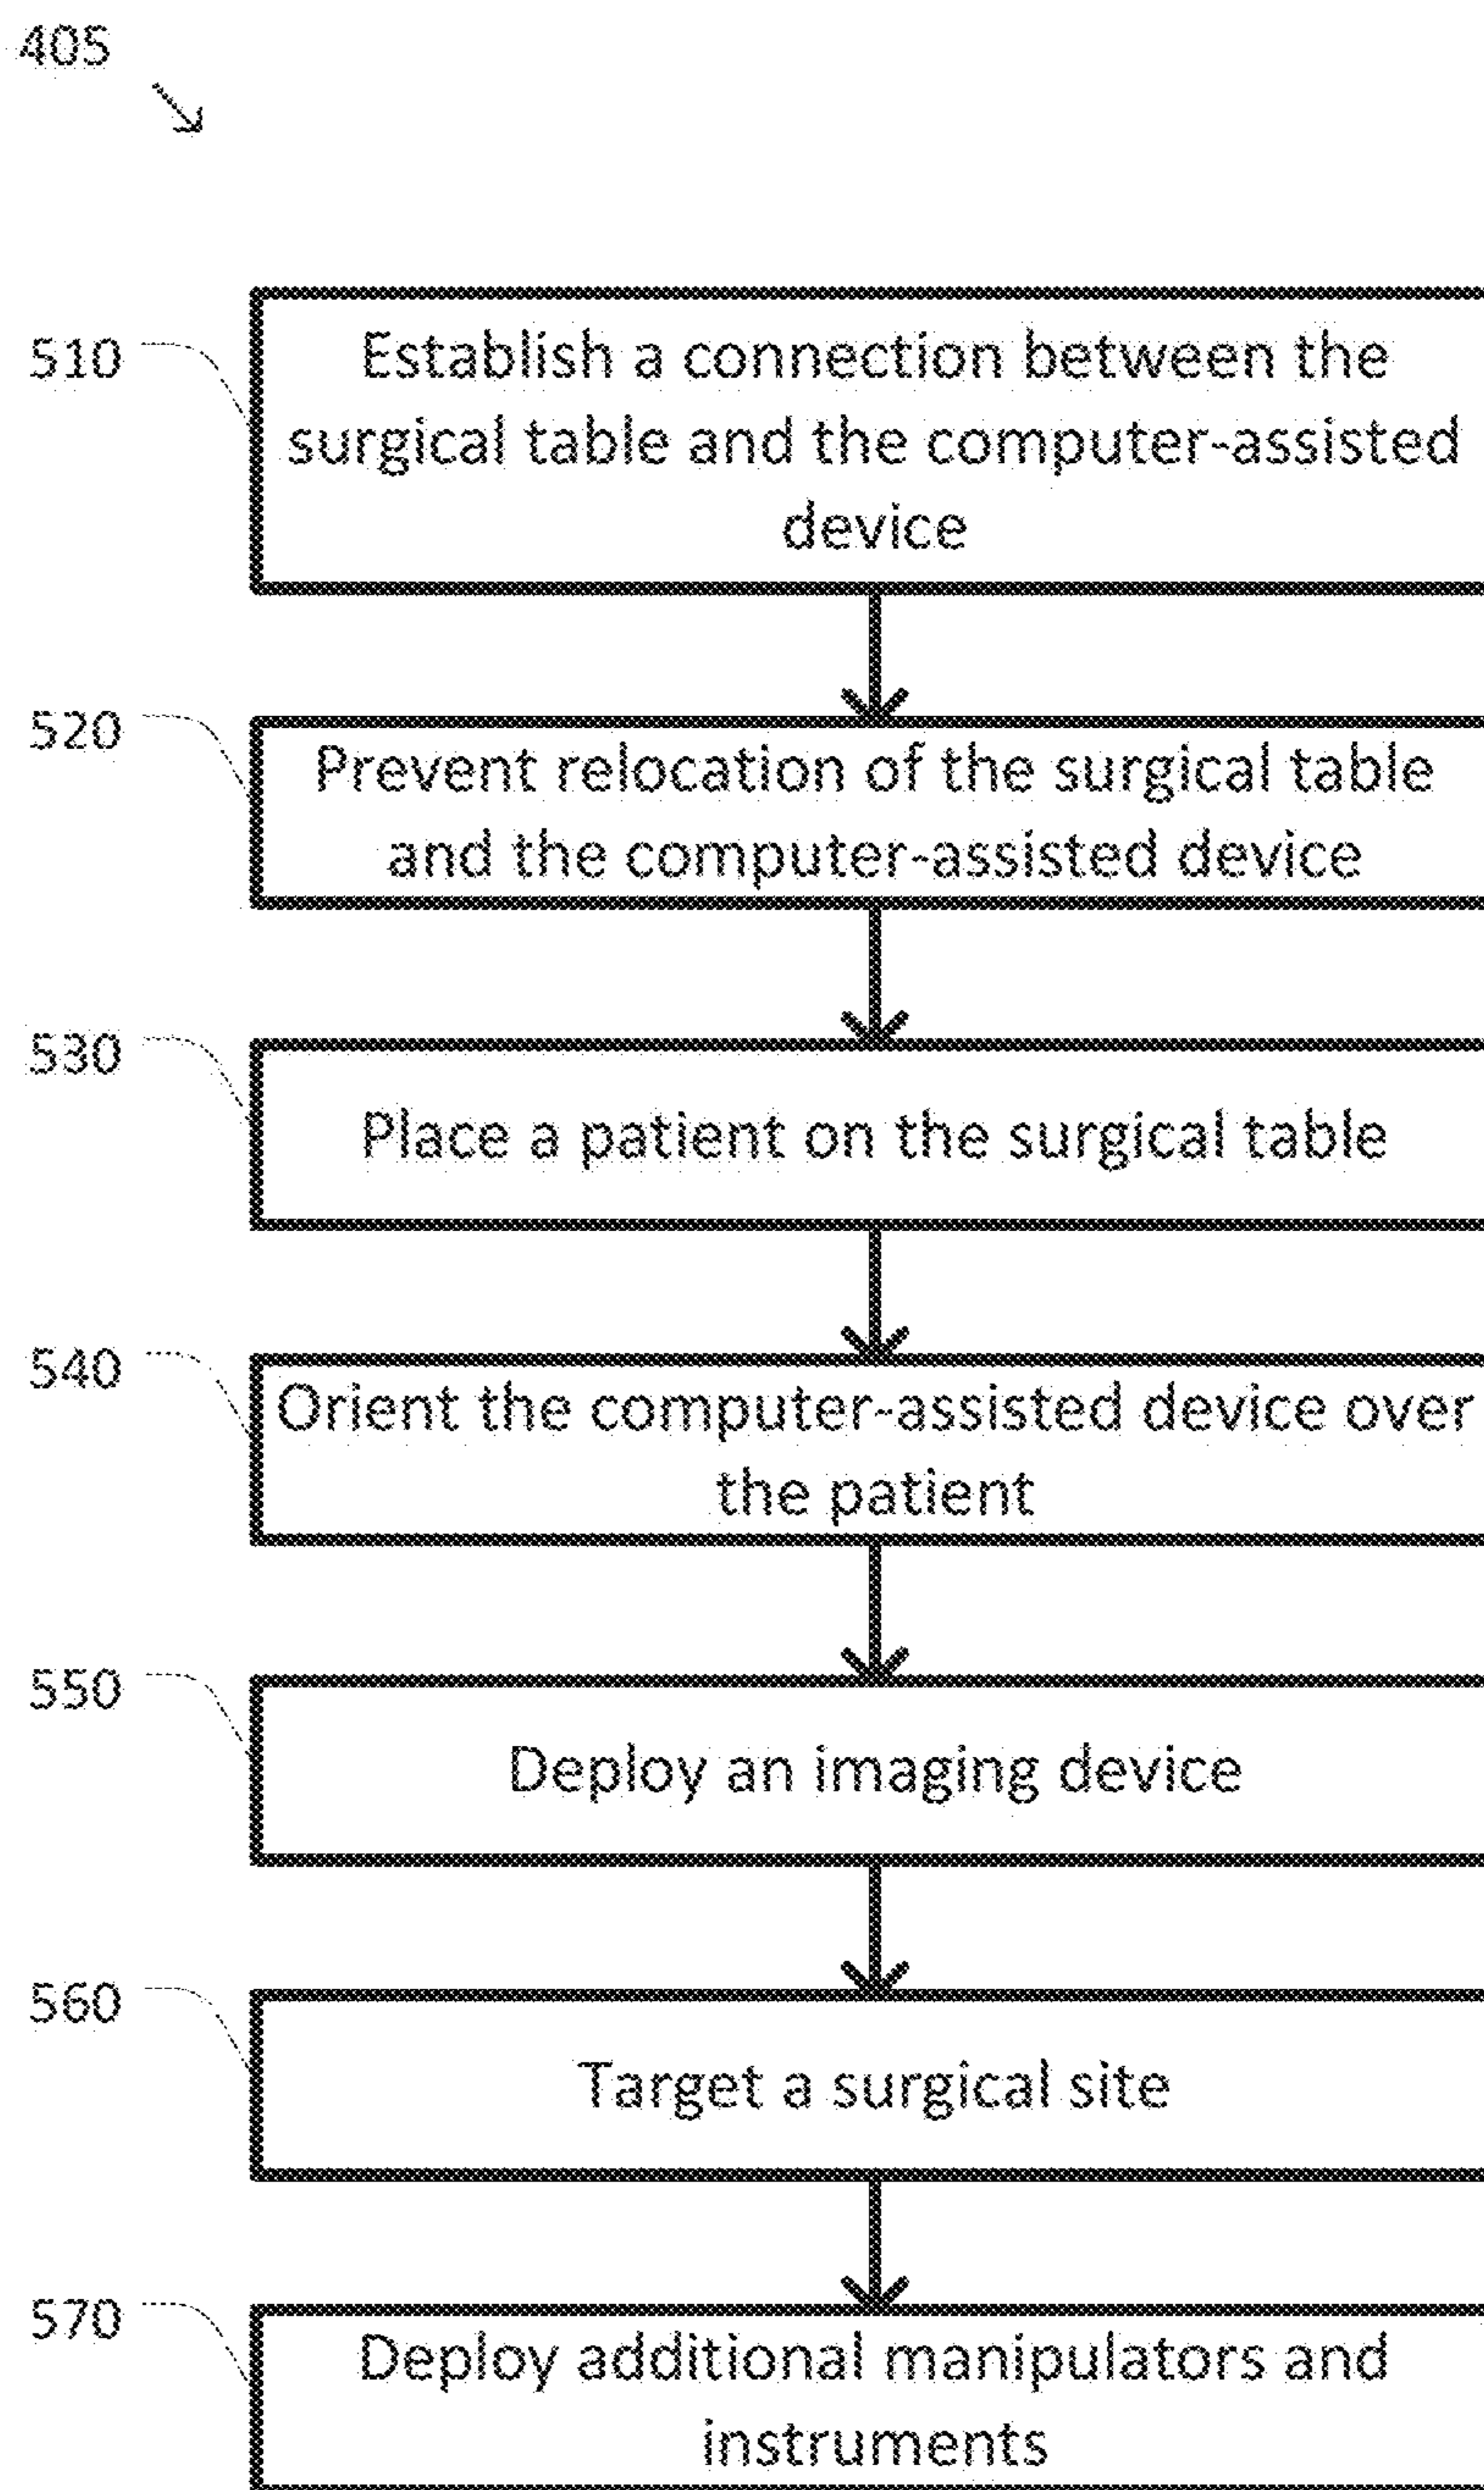 405
510
Establish a connection between the
surgical table and the computer-assisted
device
520
Prevent relocation of the surgical table
and the computer-assisted device
530
Place a patient on the surgical table
540
Orient the computer-assisted device over
the patient
550
Deploy an imaging device
560
Target a surgical site
570
Deploy additional manipulators and
instruments